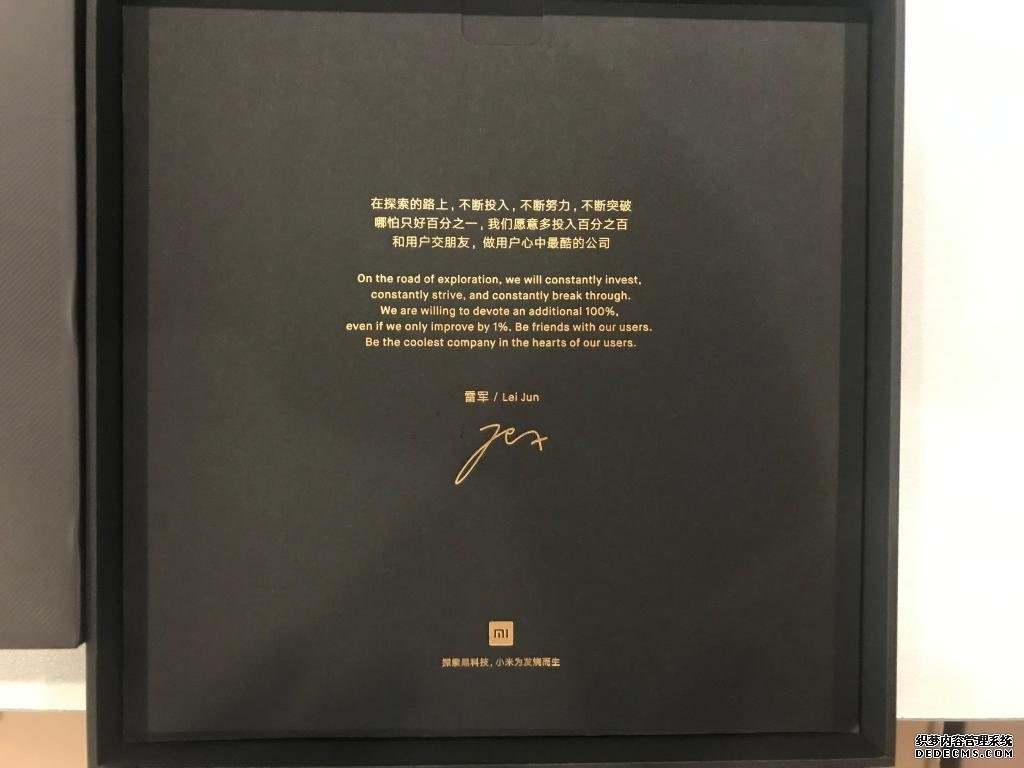 在探索的路上，不断投入，不断努力，不断突破
哪怕只好百分之一，我们愿意多投入百分之百
和用户交朋友，做用户心中最酷的公司
On the road of exploration, we will constantly invest,
constantly strive, and constantly break through.
We are willing to devote an additional 100%,
even if we only improve by 1%. Be friends with our users.
Be the coolest company in the hearts of our users.
雷军 / Lei Jun
mi
探索黑科技，小米为发烧而生
织梦内容管理系统
DEDECMS.COM